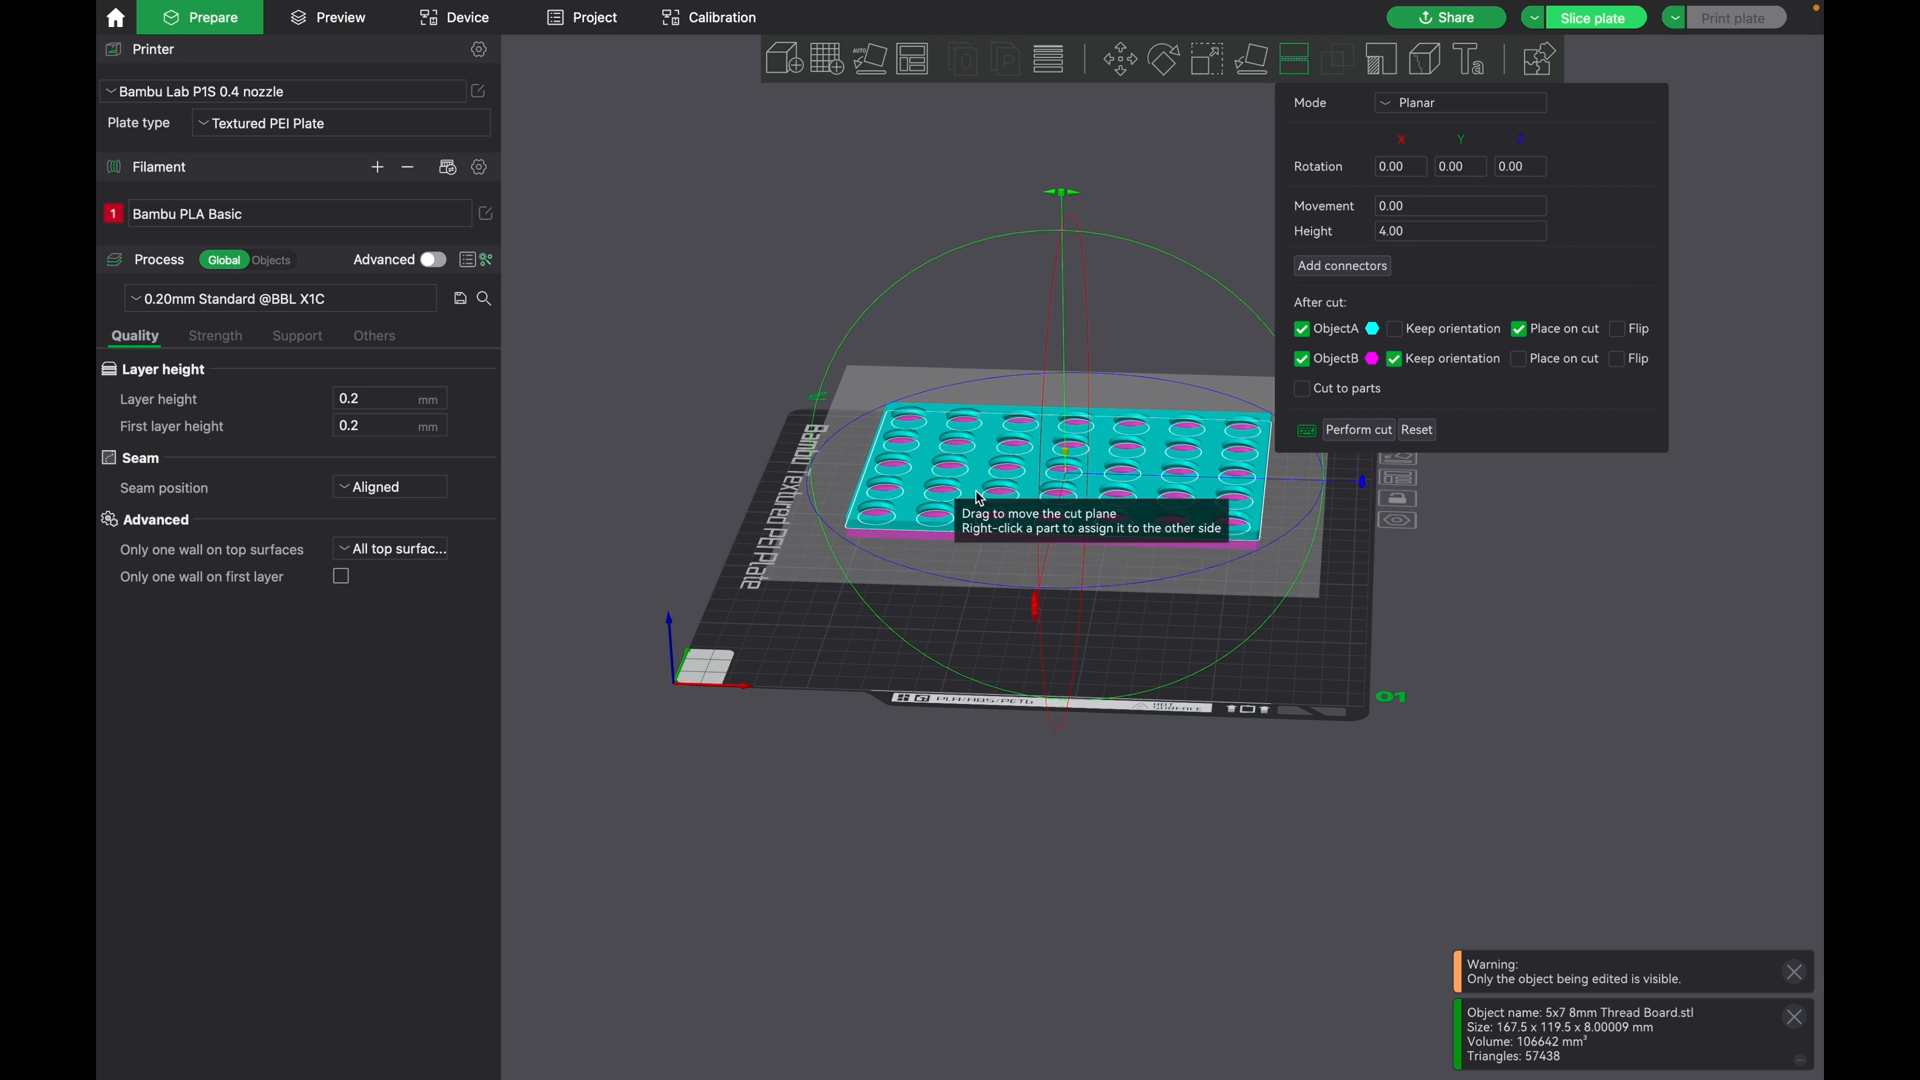 Prepare
Preview
Device
Project
Calibration
Share
Slice plate
Print plate
Printer
Bambu Lab P1S 0.4 nozzle
Plate type
Textured PEI Plate
Filament
1
Bambu PLA Basic
Process
Global
Objects
Advanced
0.20mm Standard @BBL X1C
Quality
Strength
Support
Others
Layer height
Layer height
0.2
mm
First layer height
0.2
mm
Seam
Seam position
Aligned
Advanced
Only one wall on top surfaces
All top surfac...
Only one wall on first layer
AUTO
Mode
Planar
X Y Z
Rotation
0.00
0.00
0.00
Movement
0.00
Height
4.00
Add connectors
After cut:
ObjectA
Keep orientation
Place on cut
Flip
ObjectB
Keep orientation
Place on cut
Flip
Cut to parts
Perform cut
Reset
Bambu Textured PEI Plate
Drag to move the cut plane
Right-click a part to assign it to the other side
PLA/ABS/PETG
HOT SURFACE
01
Warning:
Only the object being edited is visible.
Object name: 5x7 8mm Thread Board.stl
Size: 167.5 x 119.5 x 8.00009 mm
Volume: 106642 mm³
Triangles: 57438